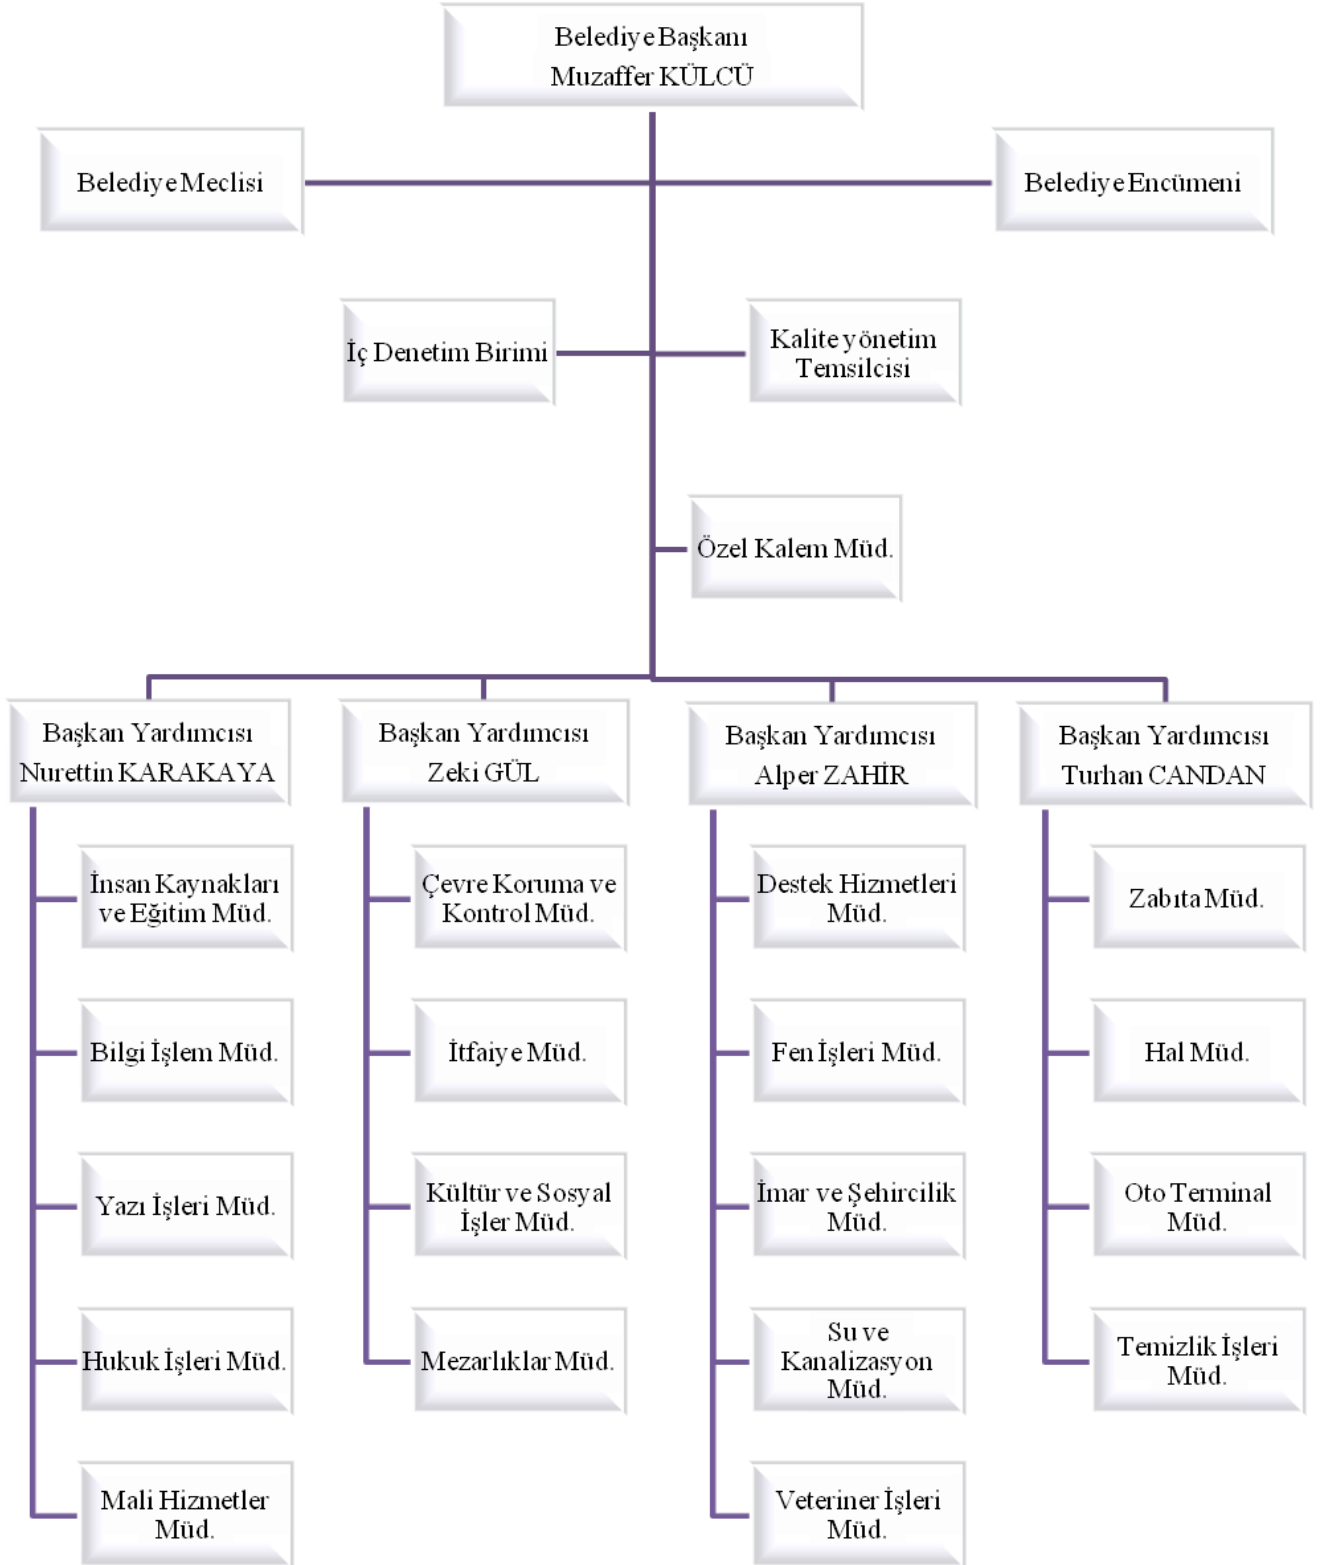 Belediye Başkanı
Muzaffer KÜLCÜ
Belediye Meclisi
Belediye Encümeni
İç Denetim Birimi
Kalite yönetim
Temsilcisi
Özel Kalem Müd.
Başkan Yardımcısı
Nurettin KARAKAYA
İnsan Kaynakları
ve Eğitim Müd.
Bilgi İşlem Müd.
Yazı İşleri Müd.
Hukuk İşleri Müd.
Mali Hizmetler
Müd.
Başkan Yardımcısı
Zeki GÜL
Çevre Koruma ve
Kontrol Müd.
İtfaiye Müd.
Kültür ve Sosyal
İşler Müd.
Mezarlıklar Müd.
Başkan Yardımcısı
Alper ZAHİR
Destek Hizmetleri
Müd.
Fen İşleri Müd.
İmar ve Şehircilik
Müd.
Su ve
Kanalizasyon
Müd.
Veteriner İşleri
Müd.
Başkan Yardımcısı
Turhan CANDAN
Zabıta Müd.
Hal Müd.
Oto Terminal
Müd.
Temizlik İşleri
Müd.